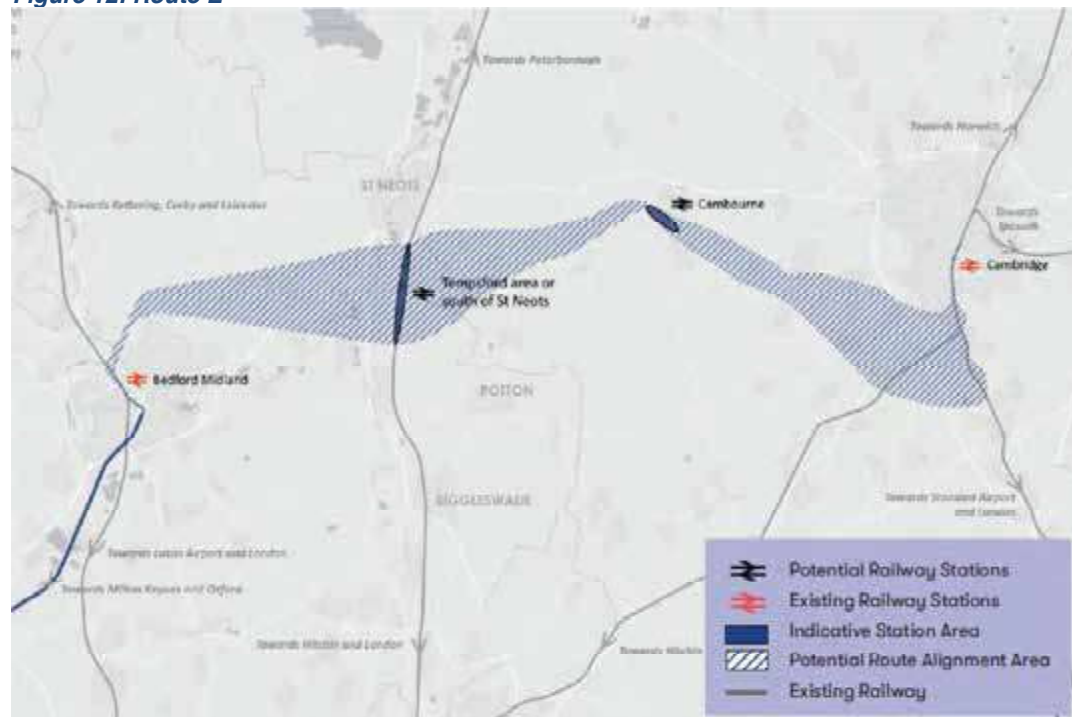 Figure 12: Route E
Towards Peterborough
Towards Norwich
ST NEOTS
Towards Kettering, Corby and Leicester
Cambourne
Towards
Ipswich
Cambridge
Tempsford area or
south of St Neots
Bedford Midland
POTTON
BIGGLESWADE
Towards Stansted Airport
and London
Towards Luton Airport and London
Towards Milton Keynes and Oxford
Towards Hitchin and London
Towards Hitchin
Potential Railway Stations
Existing Railway Stations
Indicative Station Area
Potential Route Alignment Area
Existing Railway